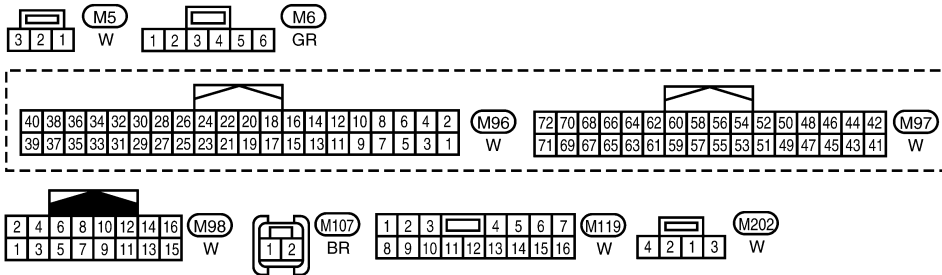 M5
3 2 1 W
M6
1 2 3 4 5 6 GR
40 38 36 34 32 30 28 26 24 22 20 18 16 14 12 10 8 6 4 2 M96
39 37 35 33 31 29 27 25 23 21 19 17 15 13 11 9 7 5 3 1 W
72 70 68 66 64 62 60 58 56 54 52 50 48 46 44 42 M97
71 69 67 65 63 61 59 57 55 53 51 49 47 45 43 41 W
2 4 6 8 10 12 14 16 M98
1 3 5 7 9 11 13 15 W
M107
1 2 BR
1 2 3 4 5 6 7 M119
8 9 10 11 12 13 14 15 16 W
M202
4 2 1 3 W